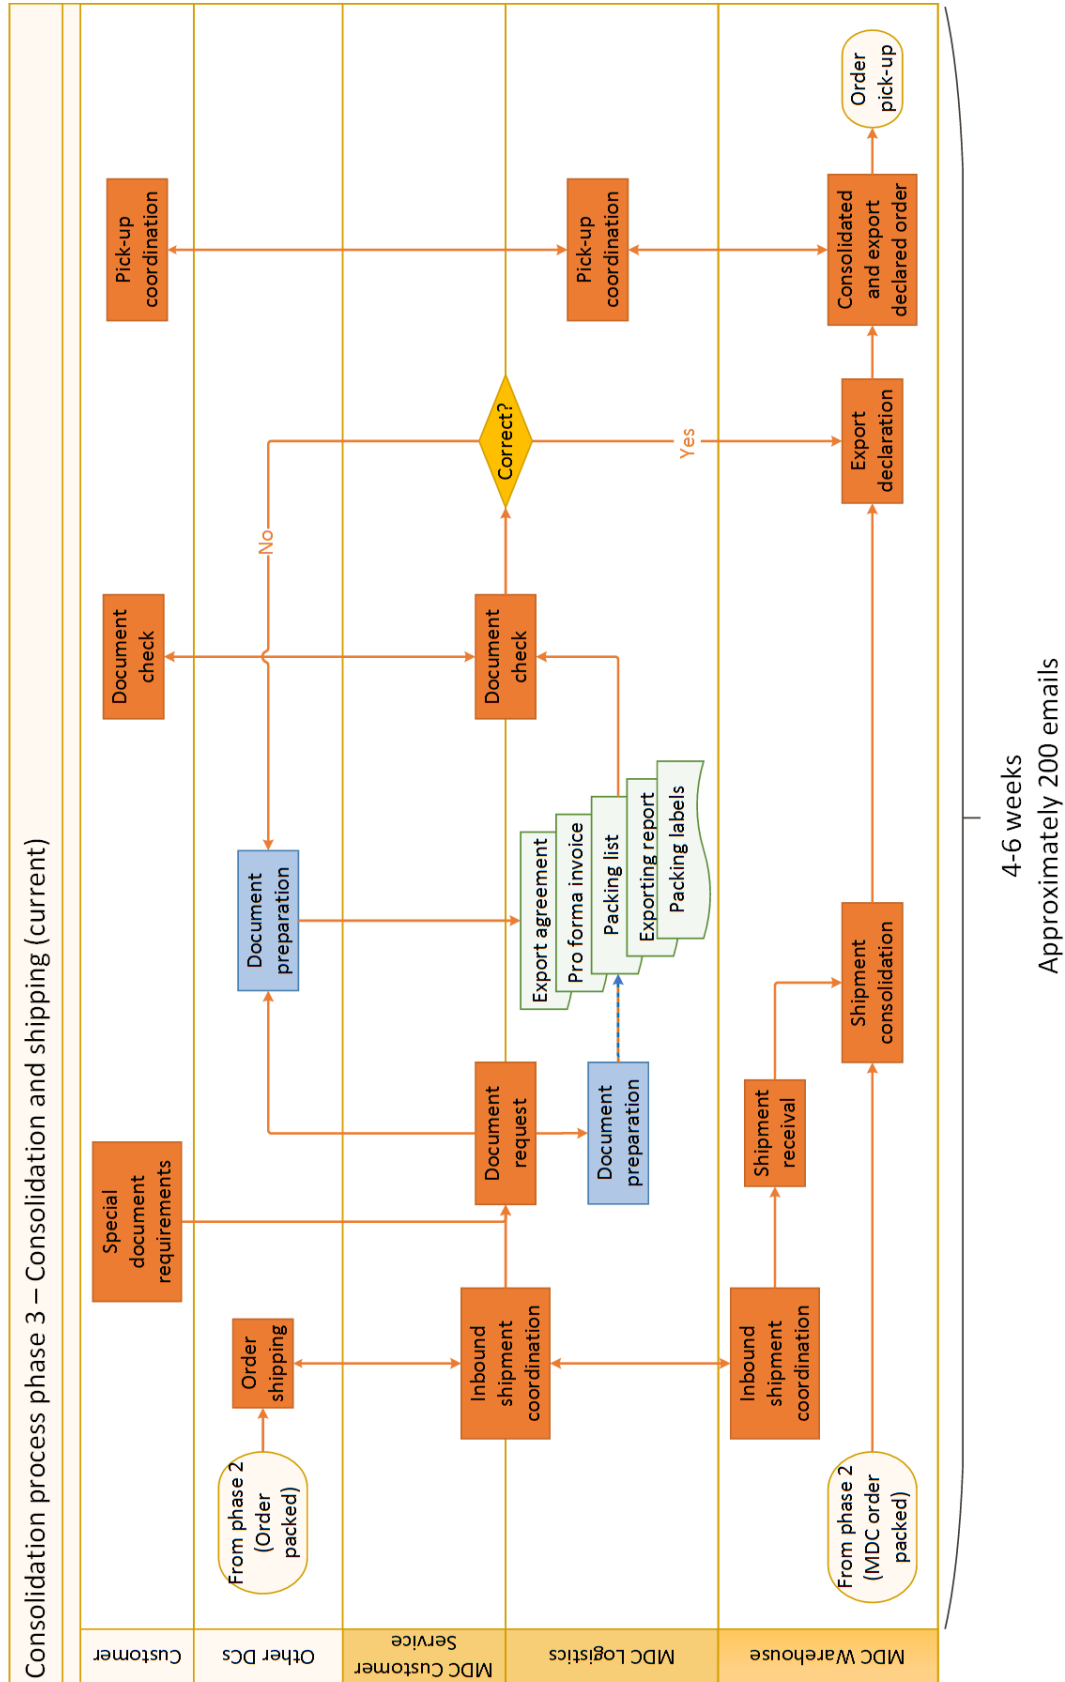 Consolidation process phase 3 – Consolidation and shipping (current)
Customer
Special
document
requirements
Document
check
Pick-up
coordination
Other DCs
From phase 2
(Order
packed)
Order
shipping
Document
preparation
No
MDC Customer
Service
Inbound
shipment
coordination
Document
request
Document
check
Correct?
MDC Logistics
Document
preparation
Export agreement
Pro forma invoice
Packing list
Exporting report
Packing labels
Yes
Pick-up
coordination
MDC Warehouse
Inbound
shipment
coordination
Shipment
receival
From phase 2
(MDC order
packed)
Shipment
consolidation
Export
declaration
Consolidated
and export
declared order
Order
pick-up
4-6 weeks
Approximately 200 emails